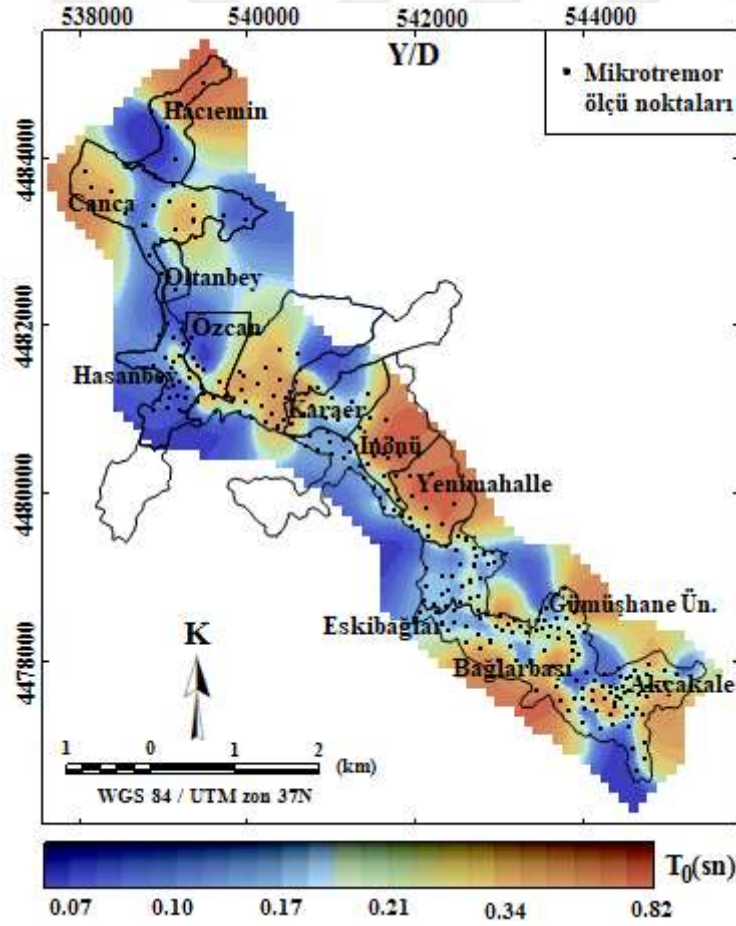 538000 540000 542000 544000
Y/D
Mikrotremor
ölçü noktaları
4484000
4482000
4480000
4478000
Hacıemin
Canca
Oltanbey
Özcan
Hasanbey
Karaer
İnönü
Yenimahalle
Eskibağlar
Gümüşhane Ün.
Bağlarbaşı
Akçakale
K
1 0 1 2
(km)
WGS 84 / UTM zon 37N
T0(sn)
0.07 0.10 0.17 0.21 0.34 0.82